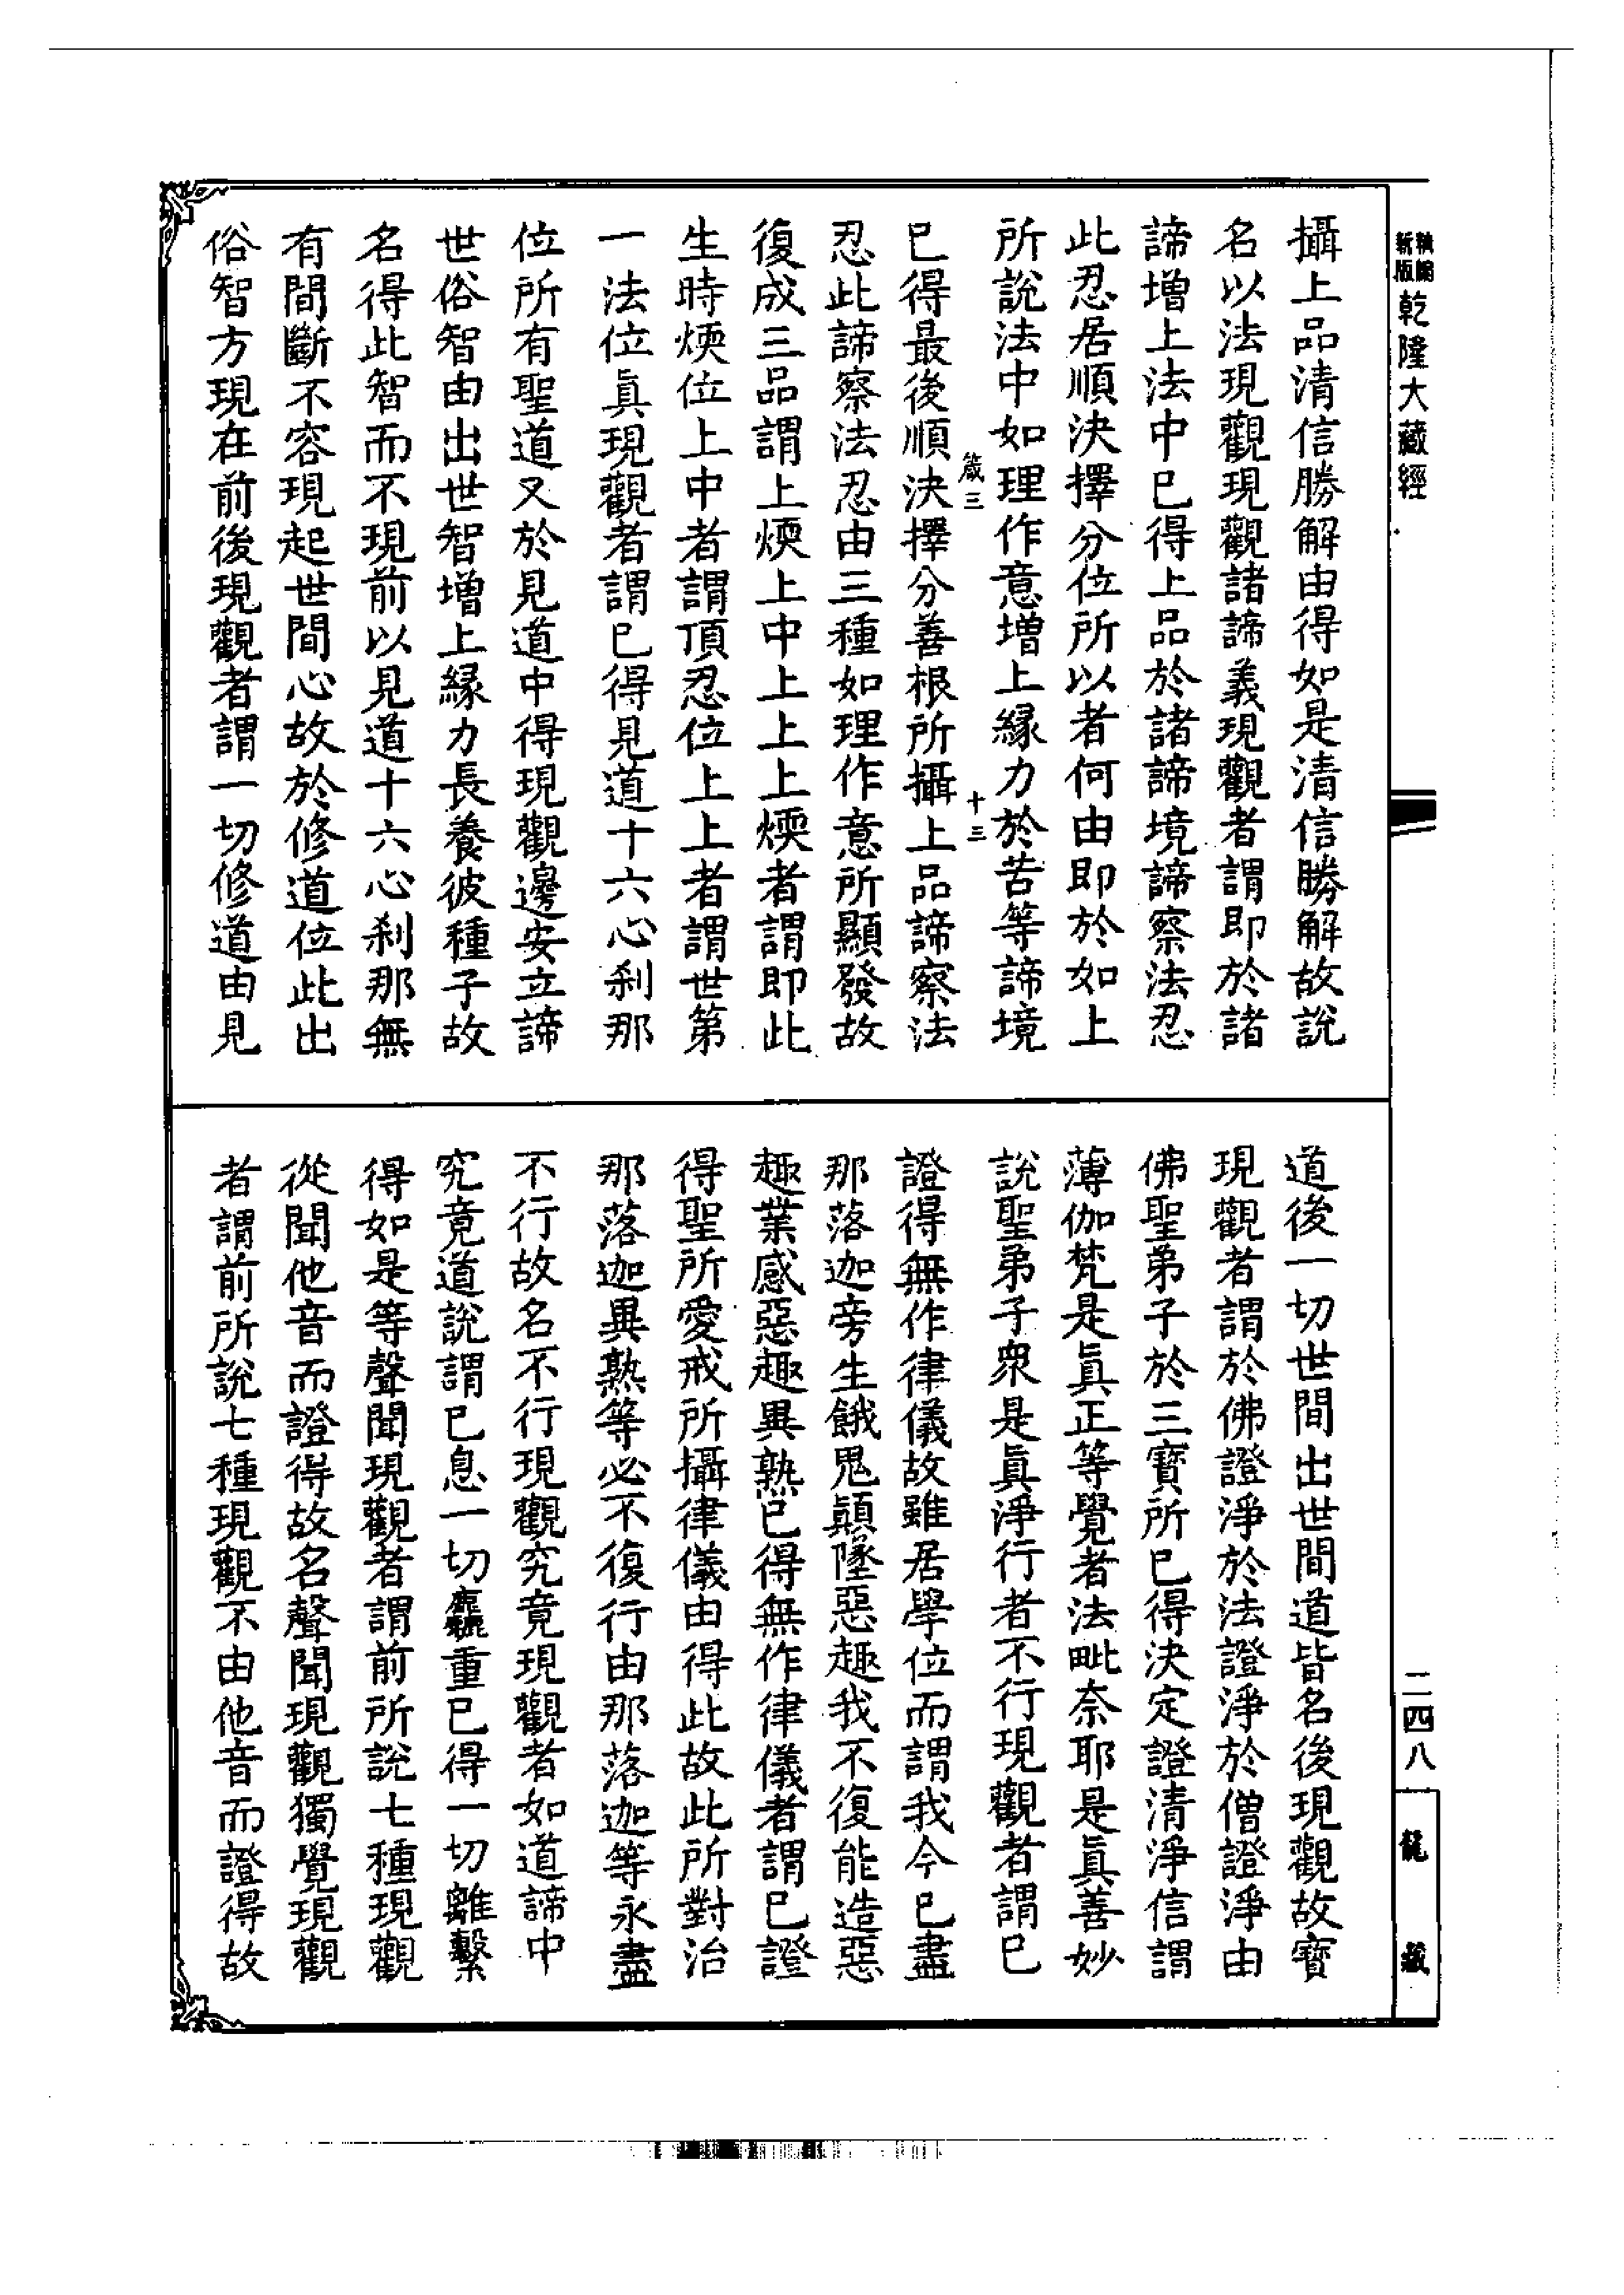 新版乾隆大藏經
攝上品清信勝解由得如是清信勝解故說
名以法現觀現觀諸諦義現觀者謂即於諸
諦增上法中已得上品於諸諦境諦察法忍
此忍居順決擇分位所以者何由即於如上
所說法中如理作意增上緣力於苦等諦境
箴三 十三
已得最後順決擇分善根所攝上品諦察法
忍此諦察法忍由三種如理作意所顯發故
復成三品謂上煗上中上上上煗者謂即此
生時煗位上中者謂頂忍位上上者謂世第
一法位眞現觀者謂已得見道十六心刹那
位所有聖道又於見道中得現觀邊安立諦
世俗智由出世智增上緣力長養彼種子故
名得此智而不現前以見道十六心刹那無
有間斷不容現起世間心故於修道位此出
俗智方現在前後現觀者謂一切修道由見
道後一切世間出世間道皆名後現觀故寶
現觀者謂於佛證淨於法證淨於僧證淨由
佛聖弟子於三寶所已得決定證清淨信謂
薄伽梵是眞正等覺者法毗奈耶是眞善妙
說聖弟子衆是眞淨行者不行現觀者謂已
證得無作律儀故雖居學位而謂我今已盡
那落迦旁生餓鬼顚墜惡趣我不復能造惡
趣業感惡趣異熟已得無作律儀者謂已證
得聖所愛戒所攝律儀由得此故此所對治
那落迦異熟等必不復行由那落迦等永盡
不行故名不行現觀究竟現觀者如道諦中
究竟道說謂已息一切麤重已得一切離繫
得如是等聲聞現觀者謂前所說七種現觀
從聞他音而證得故名聲聞現觀獨覺現觀
者謂前所說七種現觀不由他音而證得故
二四八
龍藏